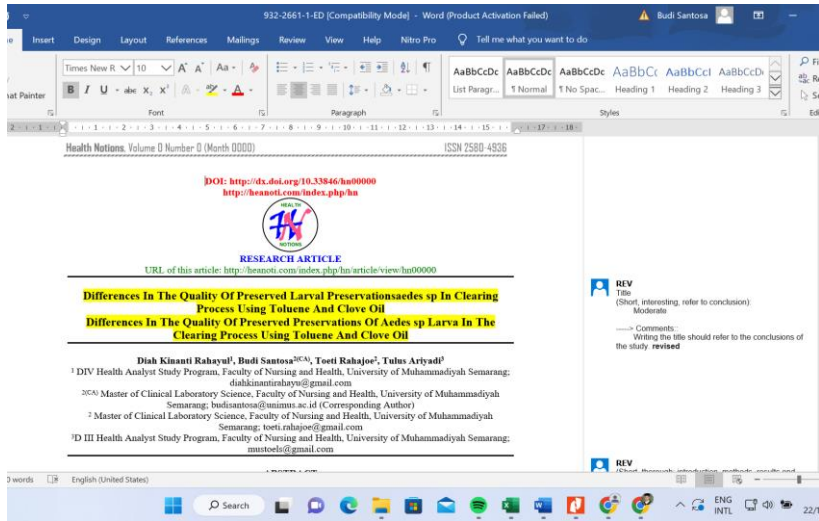 932-2661-1-ED [Compatibility Mode] - Word (Product Activation Failed)
Budi Santosa
Insert Design Layout References Mailings Review View Help Nitro Pro Tell me what you want to do
Times New R 10
Aa
B I U abc X, X² A
nat Painter
Font
Paragraph
AaBbCcDc AaBbCcDc AaBbCcDc AaBbCc AaBbCcI AaBbCcDc
List Paragr... ¶ Normal ¶ No Spac... Heading 1 Heading 2 Heading 3
Styles
Health Notions, Volume 0 Number 0 (Month 0000) ISSN 2580-4936
DOI: http://dx.doi.org/10.33846/hn00000
http://heanoti.com/index.php/hn
HEALTH
HN
NOTIONS
RESEARCH ARTICLE
URL of this article: http://heanoti.com/index.php/hn/article/view/hn00000
Differences In The Quality Of Preserved Larval Preservationsaedes sp In Clearing
Process Using Toluene And Clove Oil
Differences In The Quality Of Preserved Preservations Of Aedes sp Larva In The
Clearing Process Using Toluene And Clove Oil
Diah Kinanti Rahayu¹, Budi Santosa²⁽ᶜᴬ⁾, Toeti Rahajoe², Tulus Ariyadi³
¹ DIV Health Analyst Study Program, Faculty of Nursing and Health, University of Muhammadiyah Semarang;
diahkinantirahayu@gmail.com
²⁽ᶜᴬ⁾ Master of Clinical Laboratory Science, Faculty of Nursing and Health, University of Muhammadiyah
Semarang; budisantosa@unimus.ac.id (Corresponding Author)
² Master of Clinical Laboratory Science, Faculty of Nursing and Health, University of Muhammadiyah
Semarang; toeti.rahajoe@gmail.com
³D III Health Analyst Study Program, Faculty of Nursing and Health, University of Muhammadiyah Semarang;
mustoels@gmail.com
REV
Title
(Short, interesting, refer to conclusion):
Moderate
-----> Comments:
Writing the title should refer to the conclusions of
the study. revised
REV
words English (United States)
Search
ENG
INTL